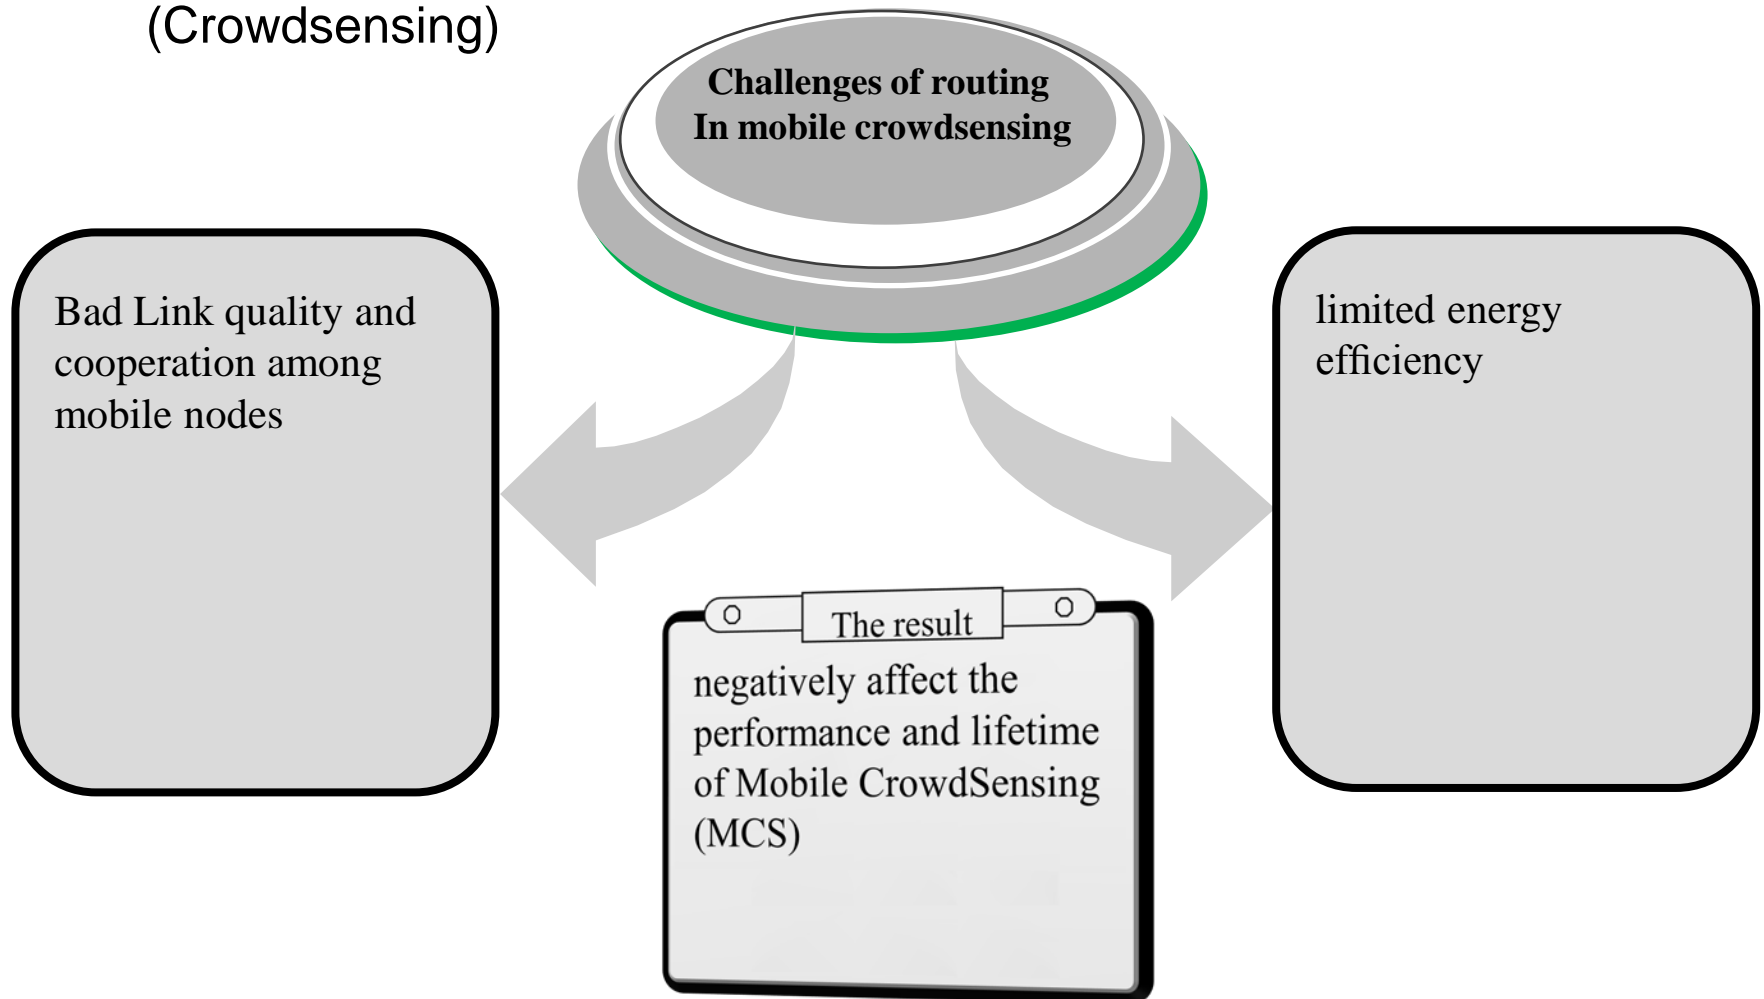 (Crowdsensing)
Challenges of routing
In mobile crowdsensing
Bad Link quality and
cooperation among
mobile nodes
limited energy
efficiency
The result
negatively affect the
performance and lifetime
of Mobile CrowdSensing
(MCS)